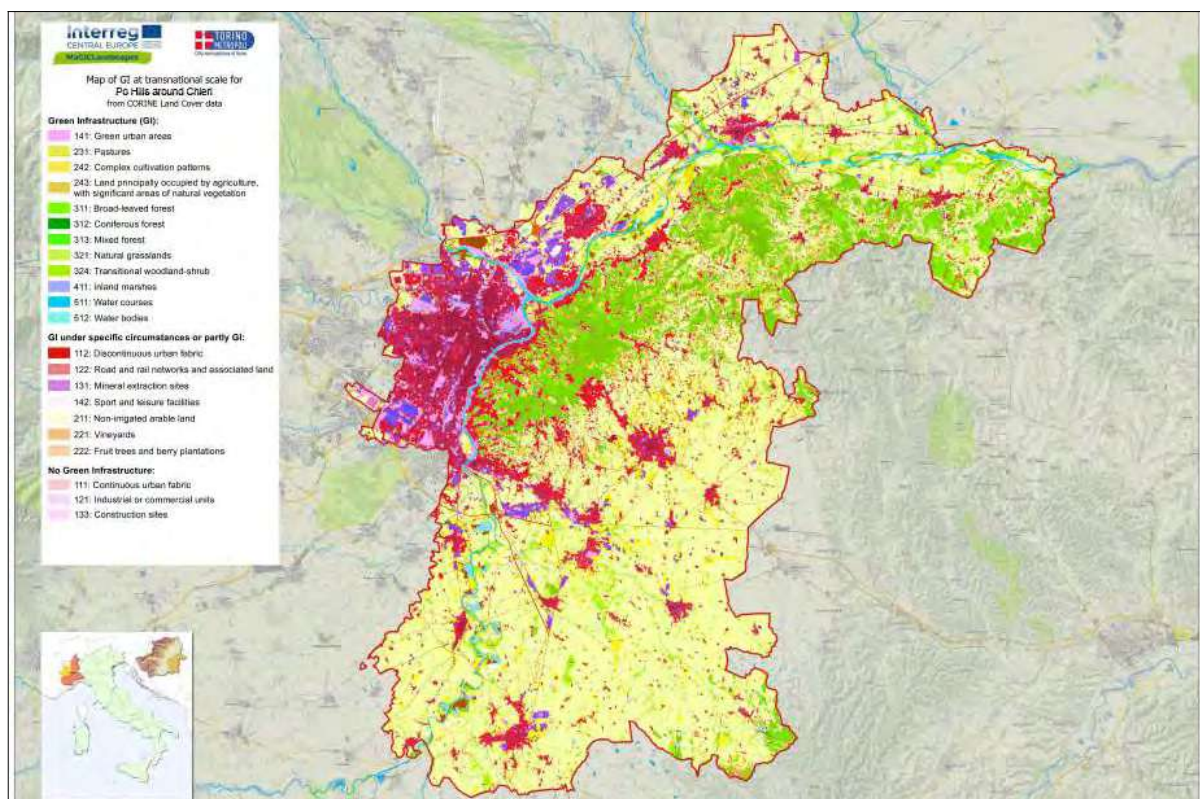 Interreg
CENTRAL EUROPE
MaGICLandscapes
TORINO
METROPOLI
Città metropolitana di Torino
Map of GI at transnational scale for
Po Hills around Chieri
from CORINE Land Cover data
Green Infrastructure (GI):
141: Green urban areas
231: Pastures
242: Complex cultivation patterns
243: Land principally occupied by agriculture,
with significant areas of natural vegetation
311: Broad-leaved forest
312: Coniferous forest
313: Mixed forest
321: Natural grasslands
324: Transitional woodland-shrub
411: Inland marshes
511: Water courses
512: Water bodies
GI under specific circumstances or partly GI:
112: Discontinuous urban fabric
122: Road and rail networks and associated land
131: Mineral extraction sites
142: Sport and leisure facilities
211: Non-irrigated arable land
221: Vineyards
222: Fruit trees and berry plantations
No Green Infrastructure:
111: Continuous urban fabric
121: Industrial or commercial units
133: Construction sites